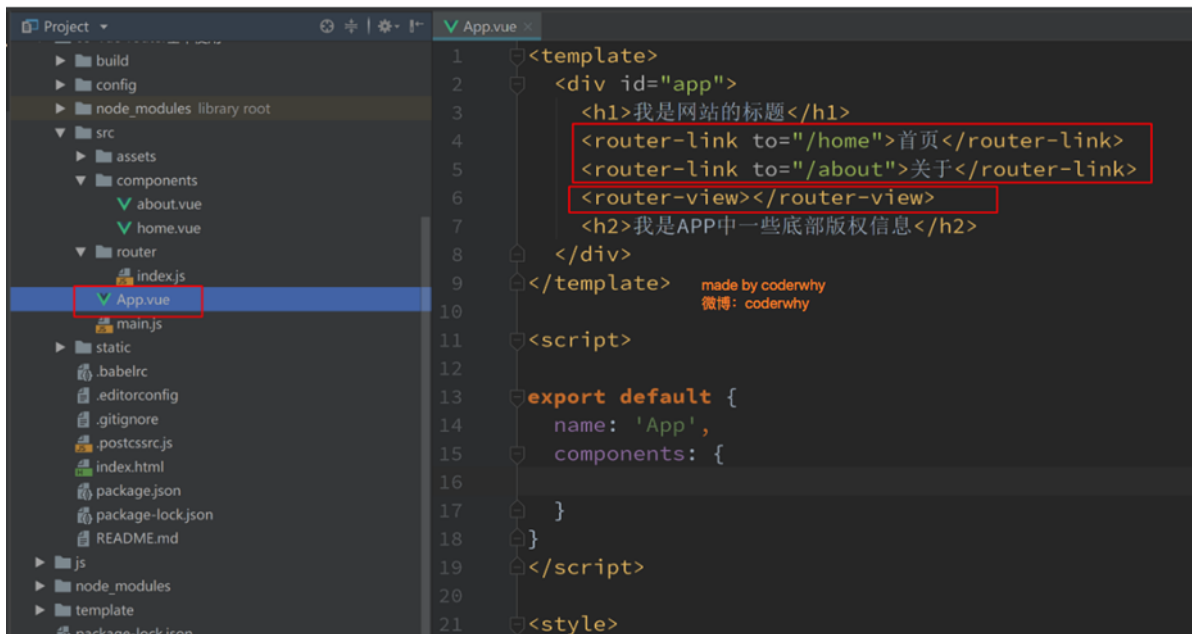 Project
build
config
node_modules library root
src
assets
components
about.vue
home.vue
router
index.js
App.vue
main.js
static
.babelrc
.editorconfig
.gitignore
.postcssrc.js
index.html
package.json
package-lock.json
README.md
js
node_modules
template
package-lock.json
App.vue
1 <template>
2 <div id="app">
3 <h1>我是网站的标题</h1>
4 <router-link to="/home">首页</router-link>
5 <router-link to="/about">关于</router-link>
6 <router-view></router-view>
7 <h2>我是APP中一些底部版权信息</h2>
8 </div>
9 </template>
10
11 <script>
12
13 export default {
14 name: 'App',
15 components: {
16
17 }
18 }
19 </script>
20
21 <style>
made by coderwhy
微博：coderwhy